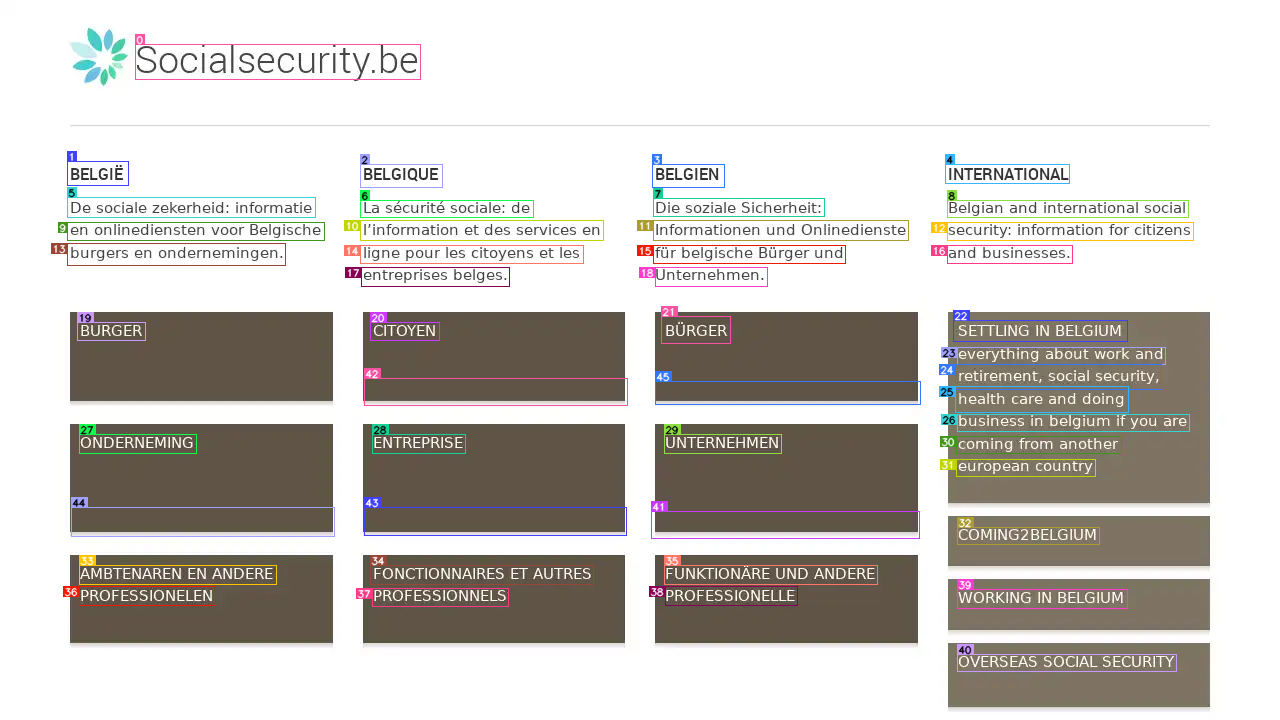 Socialsecurity.be
BELGIË
De sociale zekerheid: informatie
en onlinediensten voor Belgische
burgers en ondernemingen.
BELGIQUE
La sécurité sociale: de
l'information et des services en
ligne pour les citoyens et les
entreprises belges.
BELGIEN
Die soziale Sicherheit:
Informationen und Onlinedienste
für belgische Bürger und
Unternehmen.
INTERNATIONAL
Belgian and international social
security: information for citizens
and businesses.
BURGER
ONDERNEMING
AMBTENAREN EN ANDERE
PROFESSIONELEN
CITOYEN
ENTREPRISE
FONCTIONNAIRES ET AUTRES
PROFESSIONNELS
BÜRGER
UNTERNEHMEN
FUNKTIONÄRE UND ANDERE
PROFESSIONELLE
SETTLING IN BELGIUM
everything about work and
retirement, social security,
health care and doing
business in belgium if you are
coming from another
european country
COMING2BELGIUM
WORKING IN BELGIUM
OVERSEAS SOCIAL SECURITY